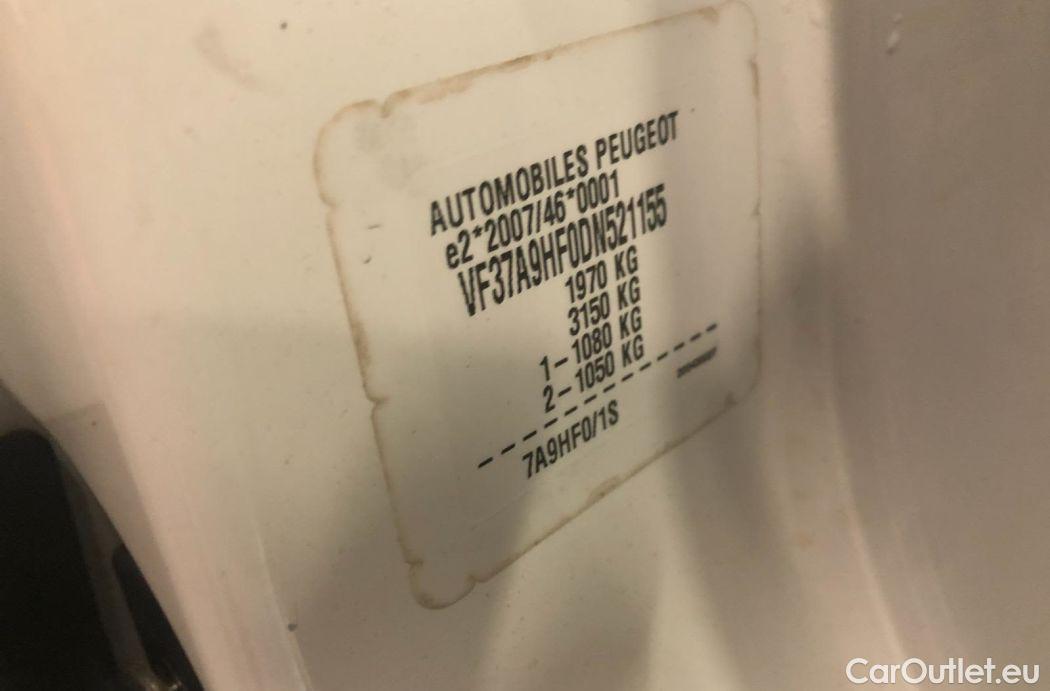 AUTOMOBILES PEUGEOT
e2*2007/46*0001
VF37A9HF0DN521155
1970 KG
3150 KG
1-1080 KG
2-1050 KG
7A9HF0/1S
CarOutlet.eu